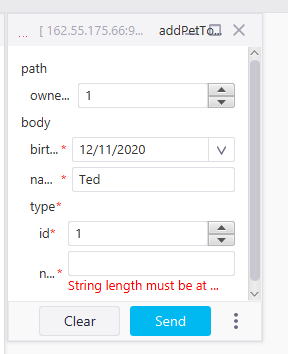 ... [ 162.55.175.66:9... addPetTo...
path
owne... 1
body
birt... * 12/11/2020
na... * Ted
type*
id* 1
n... *
String length must be at ...
Clear Send